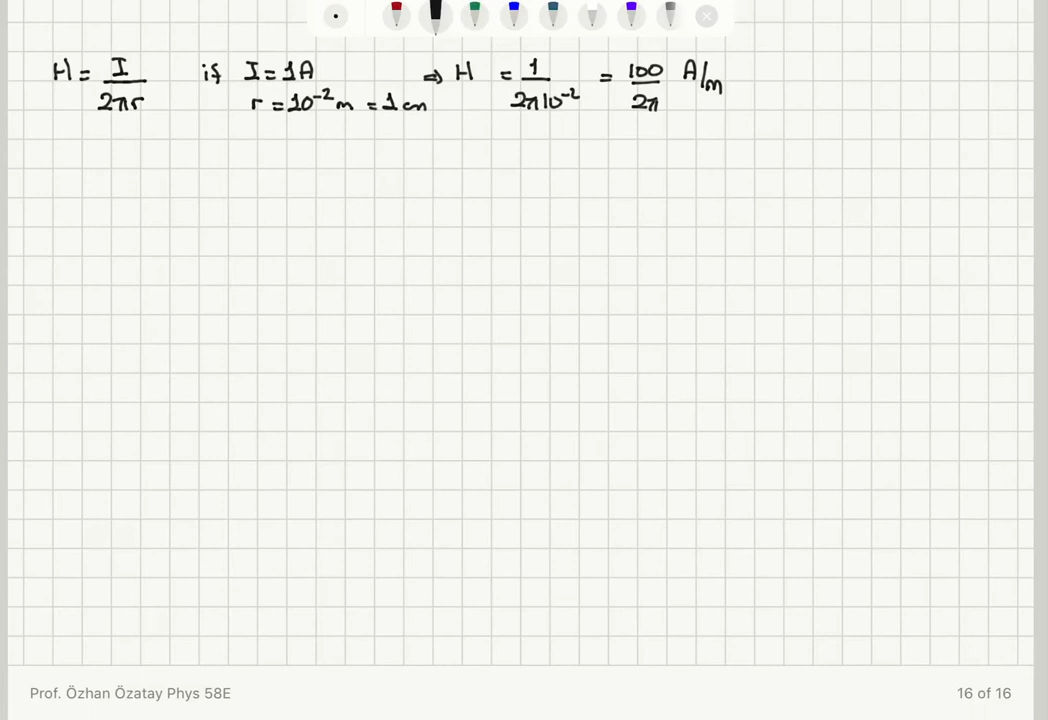 H = I / 2πr if I = 1A ⇒ H = 1 / 2π10⁻² = 100 / 2π A/m
r = 10⁻² m = 1 cm
Prof. Özhan Özatay Phys 58E
16 of 16